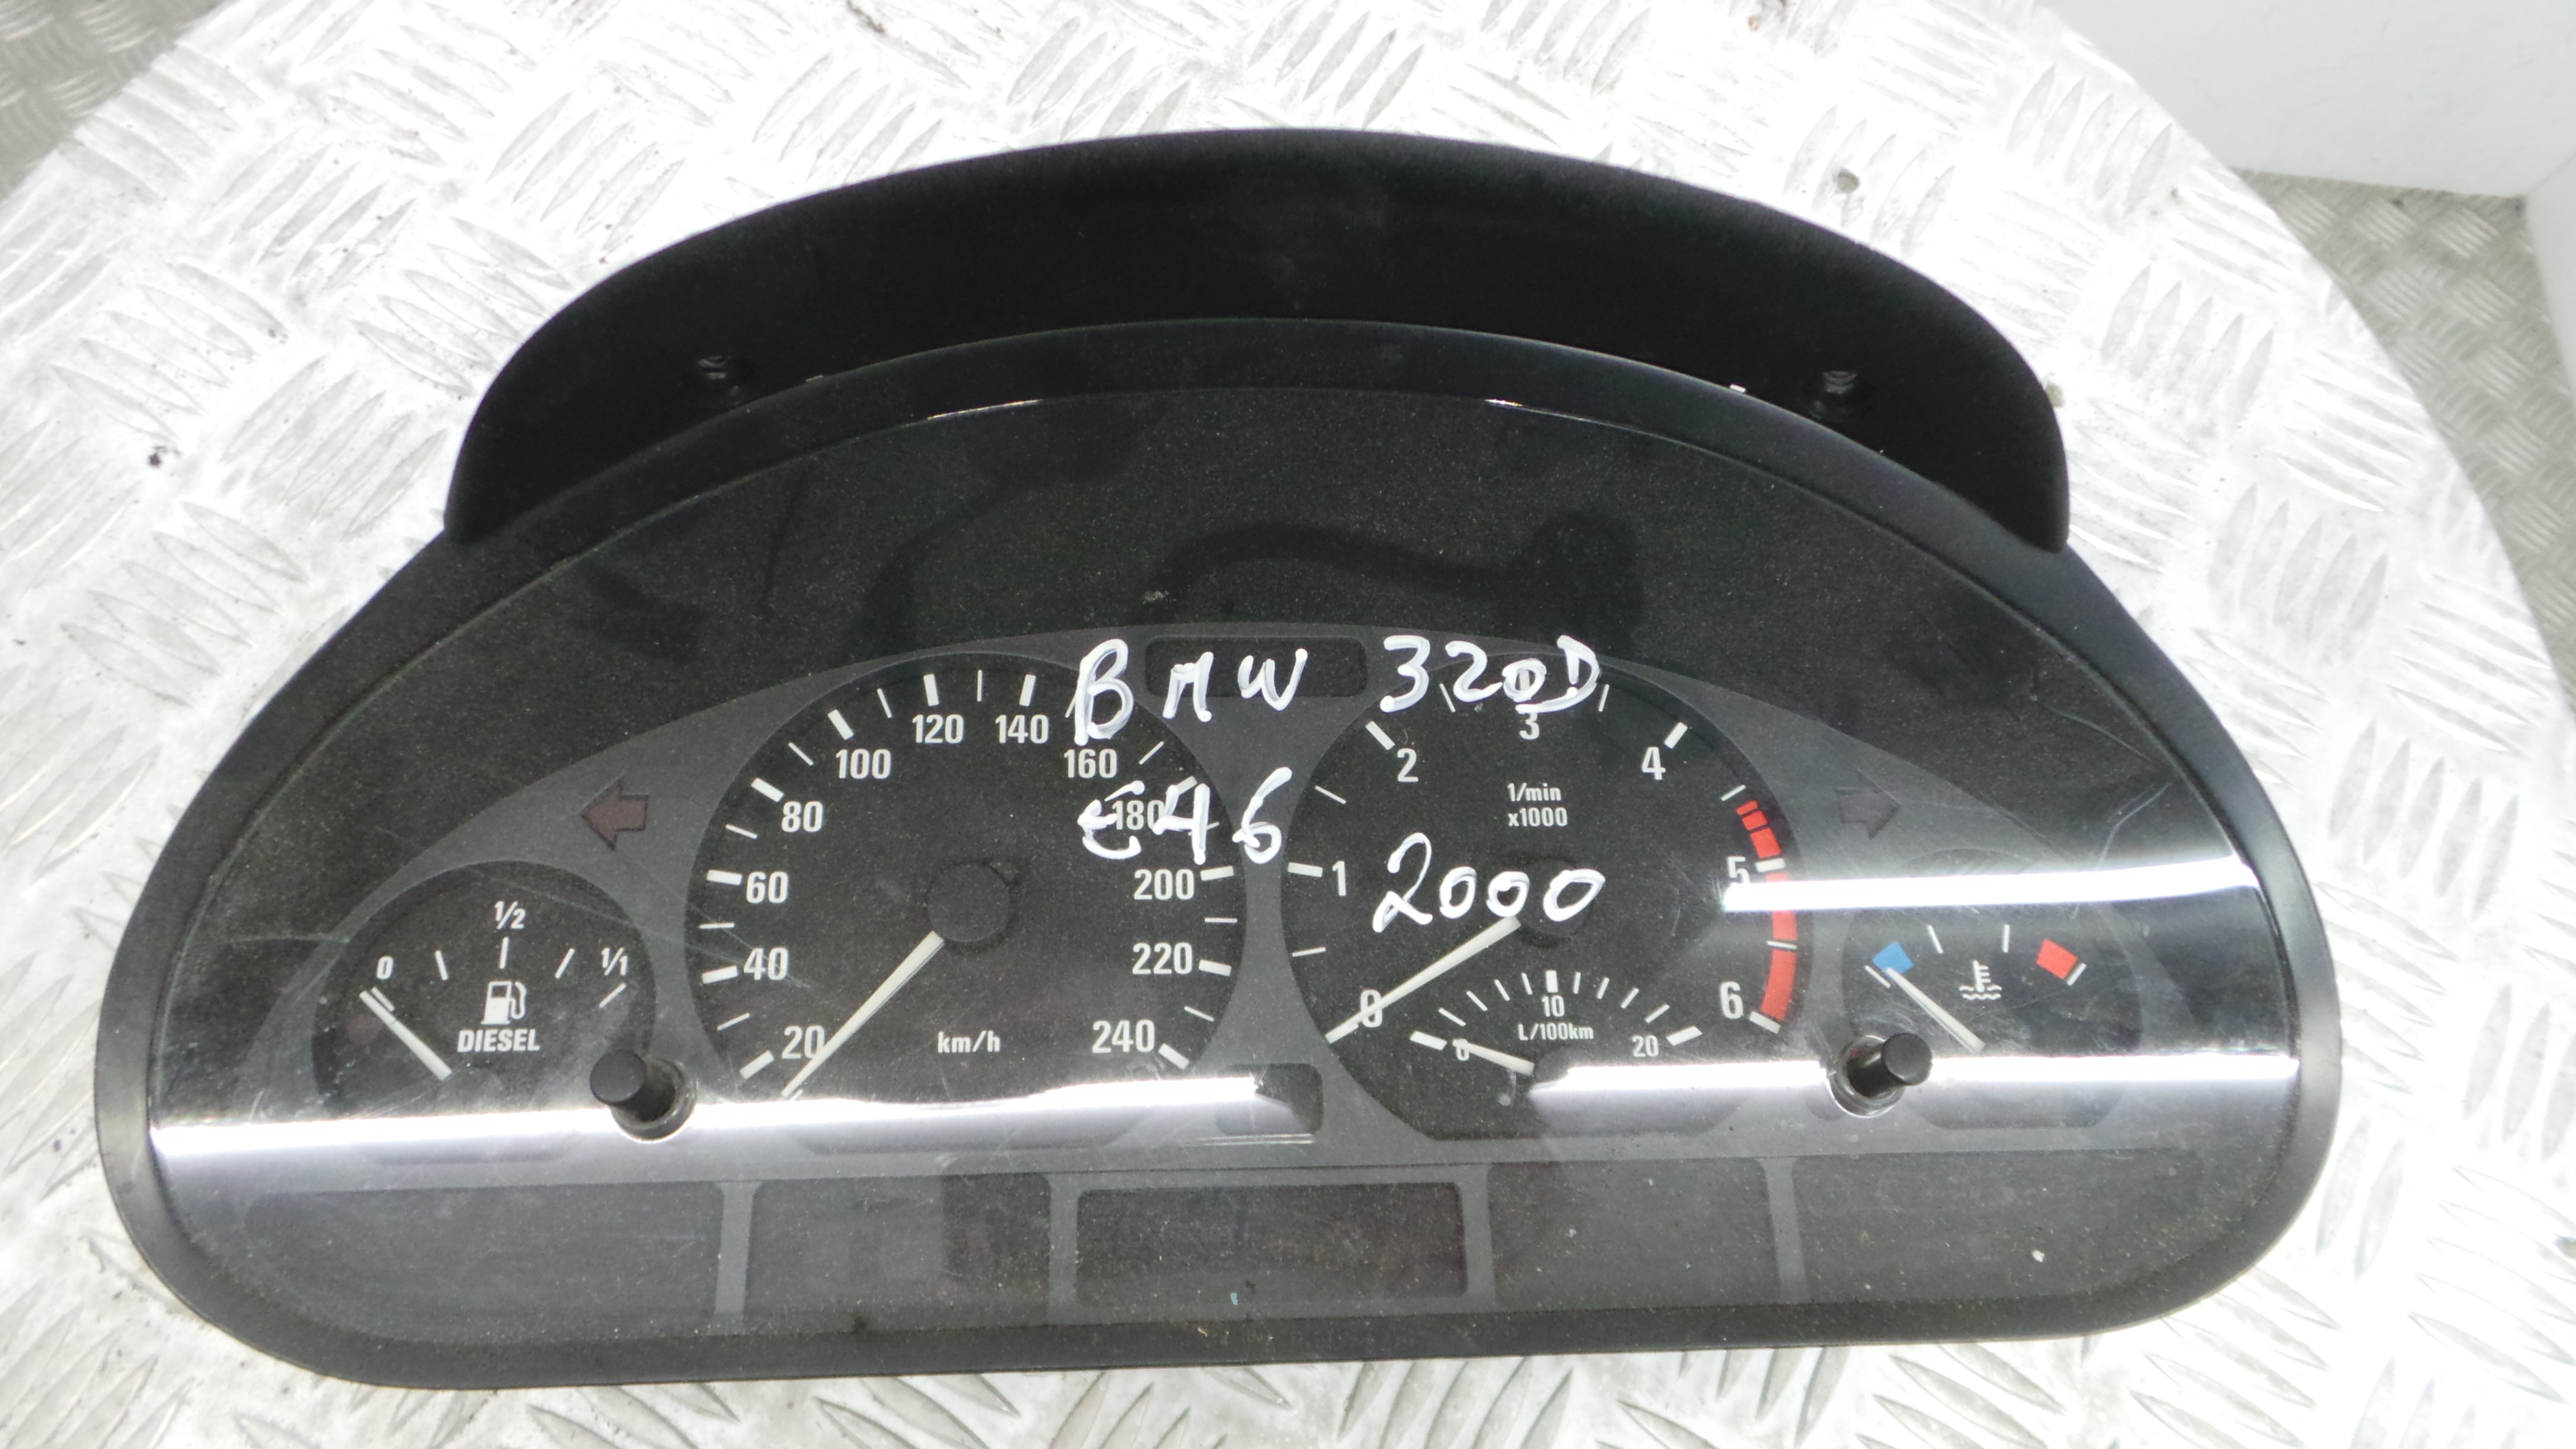 BMW 320D
120 140
3
100 160
2 4
80 E46 180
1/min
x1000
60 200
1 2000 5
1/2
0 1/1
40 220
DIESEL
20 km/h 240
0 10 6
L/100km
0 20